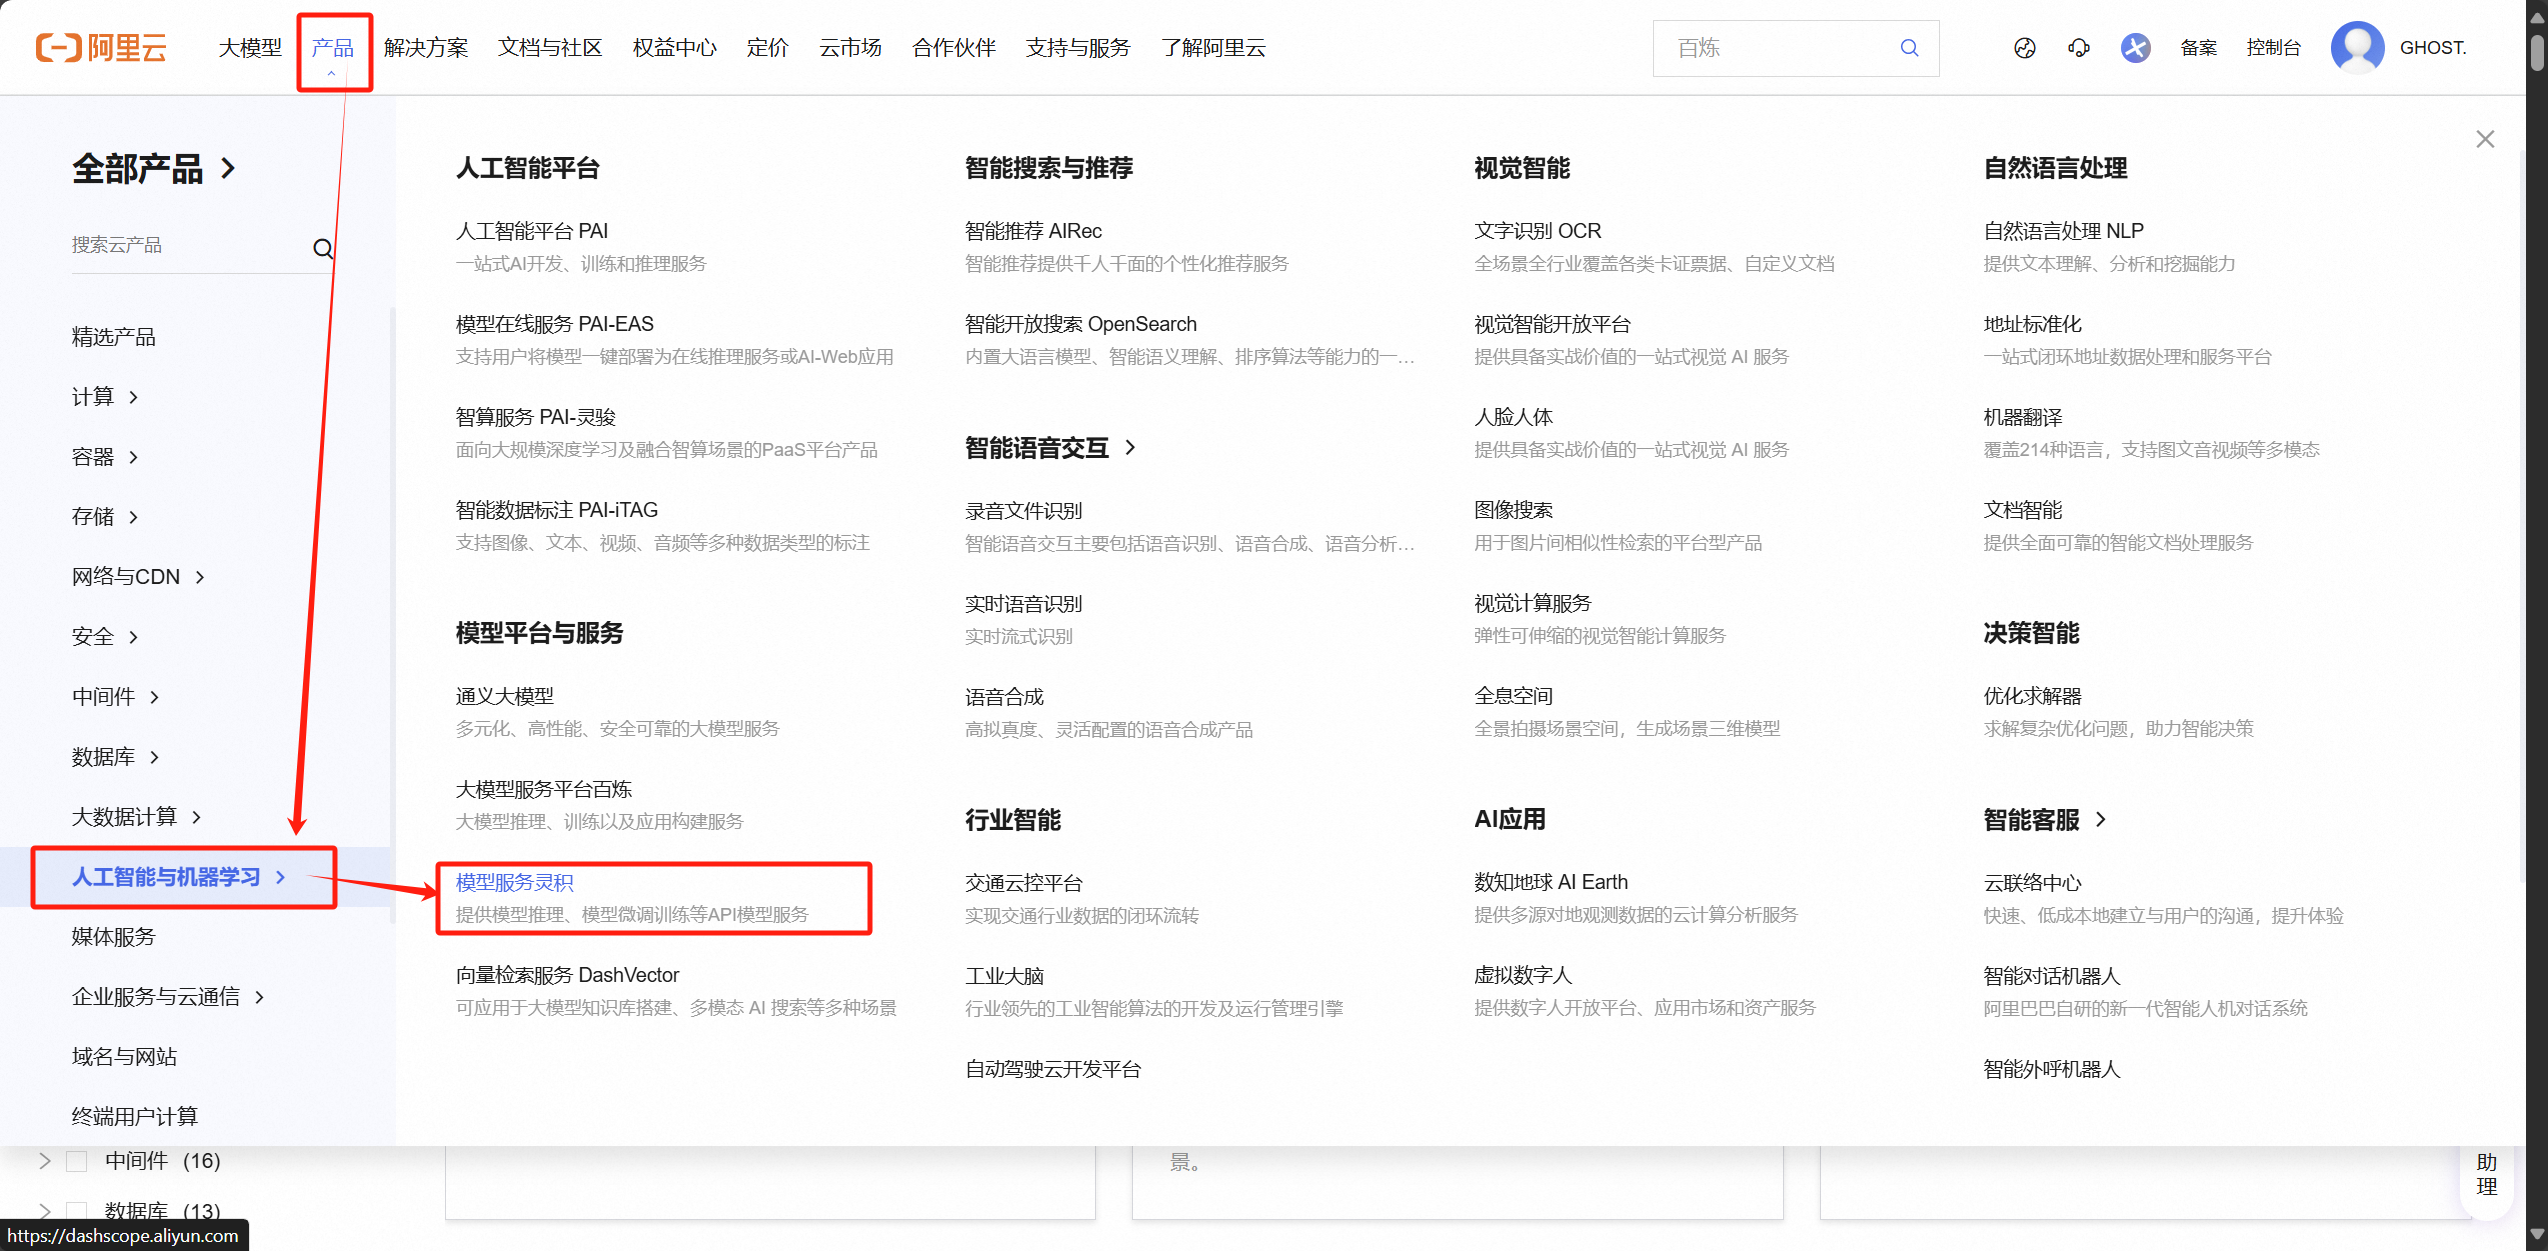 阿里云
大模型
产品
解决方案
文档与社区
权益中心
定价
云市场
合作伙伴
支持与服务
了解阿里云
百炼
备案
控制台
GHOST.
全部产品
搜索云产品
精选产品
计算
容器
存储
网络与CDN
安全
中间件
数据库
大数据计算
人工智能与机器学习
媒体服务
企业服务与云通信
域名与网站
终端用户计算
人工智能平台
人工智能平台 PAI
一站式AI开发、训练和推理服务
模型在线服务 PAI-EAS
支持用户将模型一键部署为在线推理服务或AI-Web应用
智算服务 PAI-灵骏
面向大规模深度学习及融合智算场景的PaaS平台产品
智能数据标注 PAI-iTAG
支持图像、文本、视频、音频等多种数据类型的标注
模型平台与服务
通义大模型
多元化、高性能、安全可靠的大模型服务
大模型服务平台百炼
大模型推理、训练以及应用构建服务
模型服务灵积
提供模型推理、模型微调训练等API模型服务
向量检索服务 DashVector
可应用于大模型知识库搭建、多模态 AI 搜索等多种场景
智能搜索与推荐
智能推荐 AIRec
智能推荐提供千人千面的个性化推荐服务
智能开放搜索 OpenSearch
内置大语言模型、智能语义理解、排序算法等能力的一…
智能语音交互
录音文件识别
智能语音交互主要包括语音识别、语音合成、语音分析…
实时语音识别
实时流式识别
语音合成
高拟真度、灵活配置的语音合成产品
行业智能
交通云控平台
实现交通行业数据的闭环流转
工业大脑
行业领先的工业智能算法的开发及运行管理引擎
自动驾驶云开发平台
视觉智能
文字识别 OCR
全场景全行业覆盖各类卡证票据、自定义文档
视觉智能开放平台
提供具备实战价值的一站式视觉 AI 服务
人脸人体
提供具备实战价值的一站式视觉 AI 服务
图像搜索
用于图片间相似性检索的平台型产品
视觉计算服务
弹性可伸缩的视觉智能计算服务
全息空间
全景拍摄场景空间，生成场景三维模型
AI应用
数知地球 AI Earth
提供多源对地观测数据的云计算分析服务
虚拟数字人
提供数字人开放平台、应用市场和资产服务
自然语言处理
自然语言处理 NLP
提供文本理解、分析和挖掘能力
地址标准化
一站式闭环地址数据处理和服务平台
机器翻译
覆盖214种语言，支持图文音视频等多模态
文档智能
提供全面可靠的智能文档处理服务
决策智能
优化求解器
求解复杂优化问题，助力智能决策
智能客服
云联络中心
快速、低成本地建立与用户的沟通，提升体验
智能对话机器人
阿里巴巴自研的新一代智能人机对话系统
智能外呼机器人
中间件 (16)
数据库 (13)
景。
助
理
https://dashscope.aliyun.com